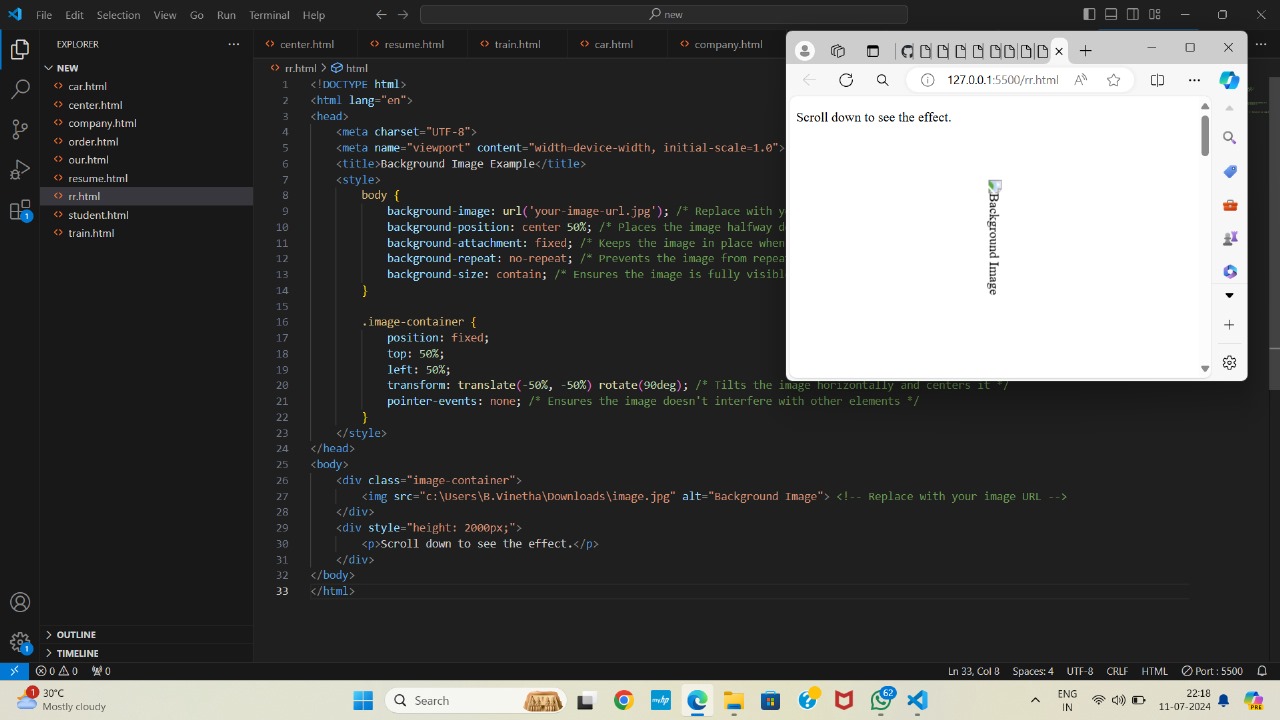 File Edit Selection View Go Run Terminal Help
new
EXPLORER
NEW
car.html
center.html
company.html
order.html
our.html
resume.html
rr.html
student.html
train.html
OUTLINE
TIMELINE
center.html resume.html train.html car.html company.html
rr.html > html
1 <!DOCTYPE html>
2 <html lang="en">
3 <head>
4 <meta charset="UTF-8">
5 <meta name="viewport" content="width=device-width, initial-scale=1.0">
6 <title>Background Image Example</title>
7 <style>
8 body {
9 background-image: url('your-image-url.jpg'); /* Replace with y
10 background-position: center 50%; /* Places the image halfway d
11 background-attachment: fixed; /* Keeps the image in place when
12 background-repeat: no-repeat; /* Prevents the image from repea
13 background-size: contain; /* Ensures the image is fully visibl
14 }
15
16 .image-container {
17 position: fixed;
18 top: 50%;
19 left: 50%;
20 transform: translate(-50%, -50%) rotate(90deg); /* Tilts the image horizontally and centers it */
21 pointer-events: none; /* Ensures the image doesn't interfere with other elements */
22 }
23 </style>
24 </head>
25 <body>
26 <div class="image-container">
27 <img src="c:\Users\B.Vinetha\Downloads\image.jpg" alt="Background Image"> <!-- Replace with your image URL -->
28 </div>
29 <div style="height: 2000px;">
30 <p>Scroll down to see the effect.</p>
31 </div>
32 </body>
33 </html>
127.0.0.1:5500/rr.html
Scroll down to see the effect.
Background Image
1
1
0 0 0
Ln 33, Col 8 Spaces: 4 UTF-8 CRLF HTML Port : 5500
1
30°C
Mostly cloudy
Search
62
ENG
IN
22:18
11-07-2024
PRE